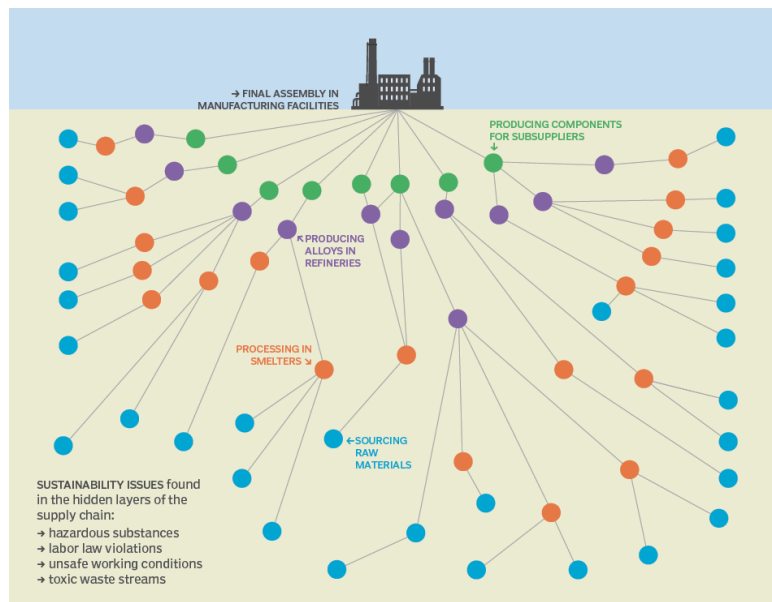 → FINAL ASSEMBLY IN
MANUFACTURING FACILITIES
PRODUCING COMPONENTS
FOR SUBSUPPLIERS
↓
↖PRODUCING
ALLOYS IN
REFINERIES
PROCESSING IN
SMELTERS ↘
←SOURCING
RAW
MATERIALS
SUSTAINABILITY ISSUES found
in the hidden layers of the
supply chain:
→ hazardous substances
→ labor law violations
→ unsafe working conditions
→ toxic waste streams